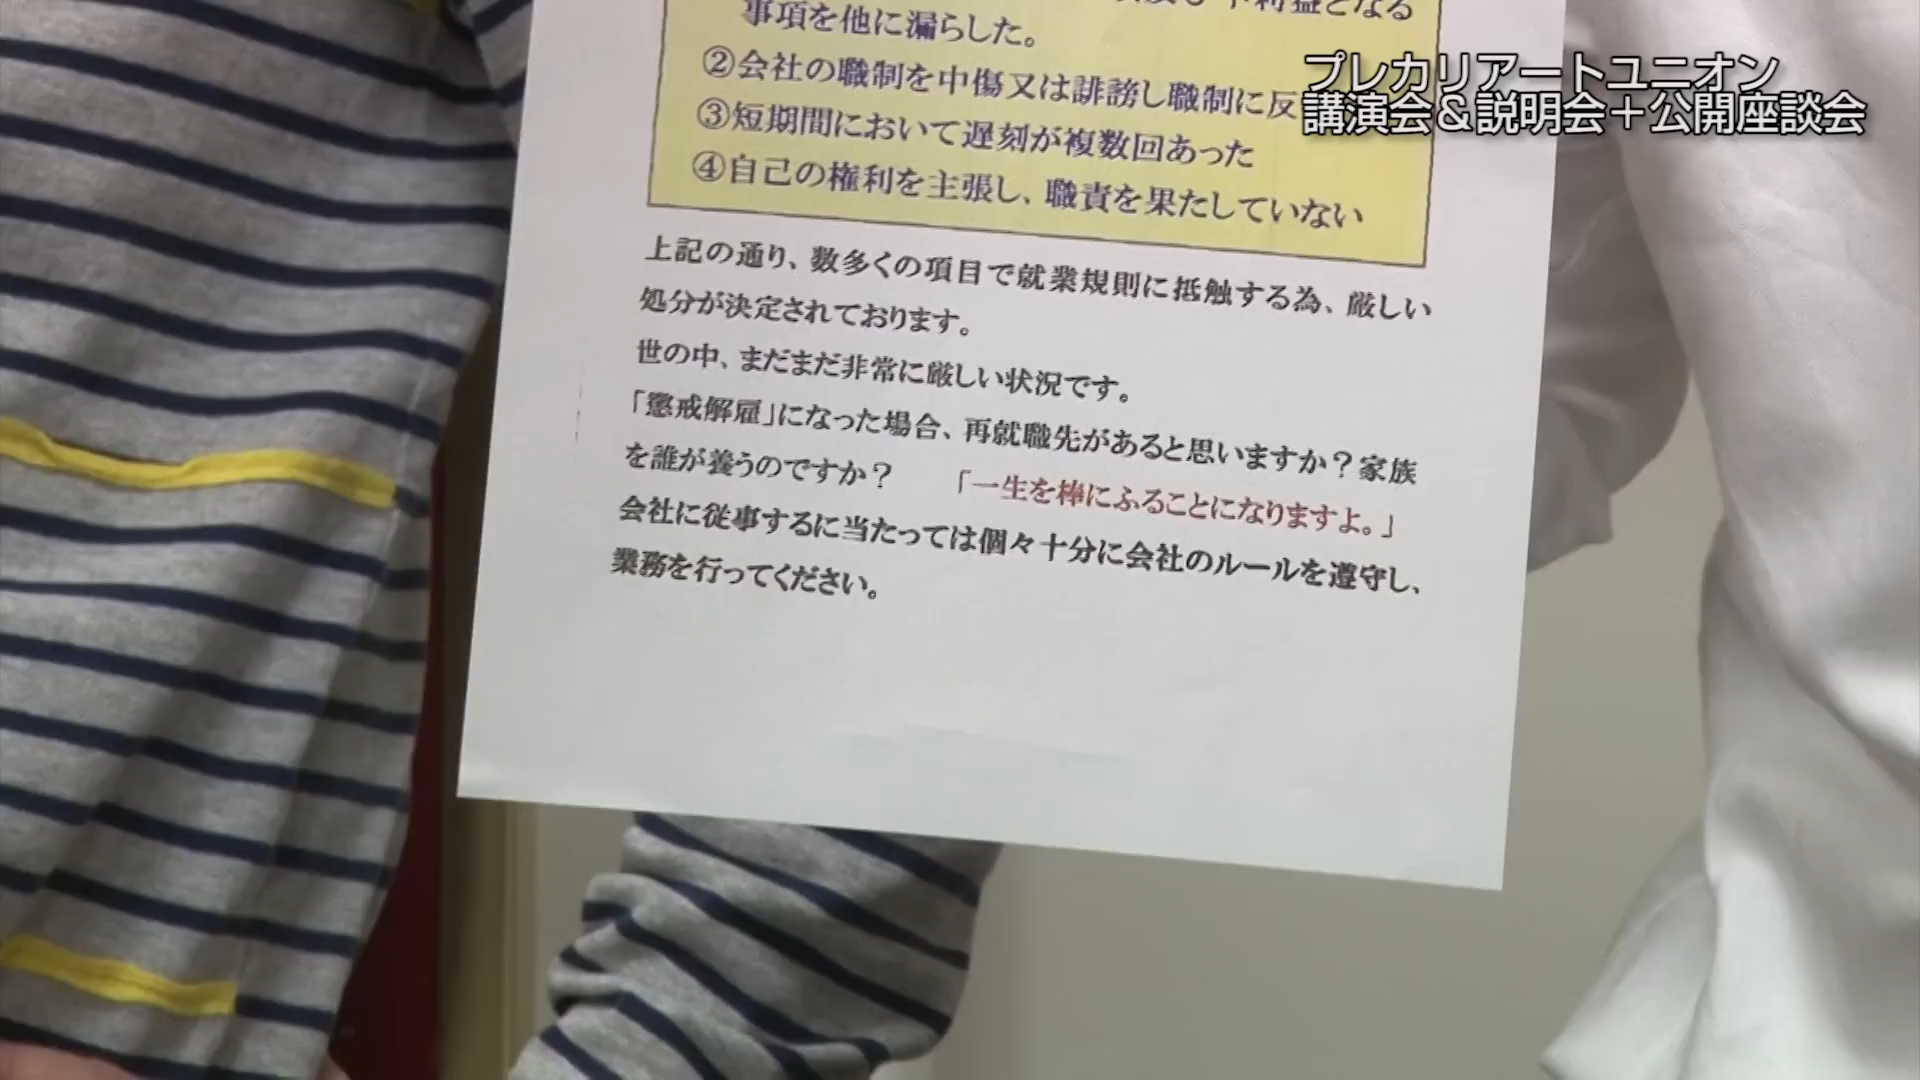 不利益となる
事項を他に漏らした。
②会社の職制を中傷又は誹謗し職制に反
③短期間において遅刻が複数回あった
④自己の権利を主張し、職責を果たしていない
上記の通り、数多くの項目で就業規則に抵触する為、厳しい
処分が決定されております。
世の中、まだまだ非常に厳しい状況です。
「懲戒解雇」になった場合、再就職先があると思いますか？家族
を誰が養うのですか？　「一生を棒にふることになりますよ。」
会社に従事するに当たっては個々十分に会社のルールを遵守し、
業務を行ってください。
プレカリアートユニオン
講演会＆説明会＋公開座談会